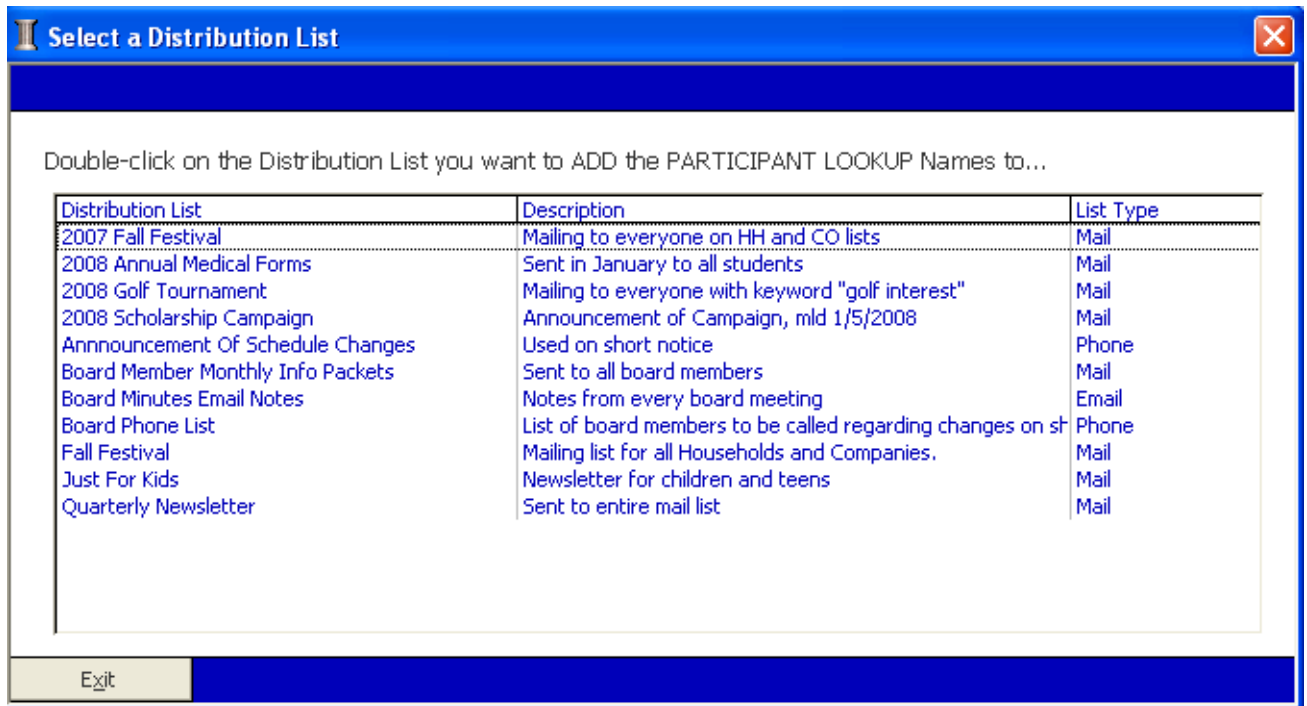 Select a Distribution List
Double-click on the Distribution List you want to ADD the PARTICIPANT LOOKUP Names to...
Distribution List Description List Type
2007 Fall Festival Mailing to everyone on HH and CO lists Mail
2008 Annual Medical Forms Sent in January to all students Mail
2008 Golf Tournament Mailing to everyone with keyword "golf interest" Mail
2008 Scholarship Campaign Announcement of Campaign, mld 1/5/2008 Mail
Annnouncement Of Schedule Changes Used on short notice Phone
Board Member Monthly Info Packets Sent to all board members Mail
Board Minutes Email Notes Notes from every board meeting Email
Board Phone List List of board members to be called regarding changes on sh Phone
Fall Festival Mailing list for all Households and Companies. Mail
Just For Kids Newsletter for children and teens Mail
Quarterly Newsletter Sent to entire mail list Mail
Exit